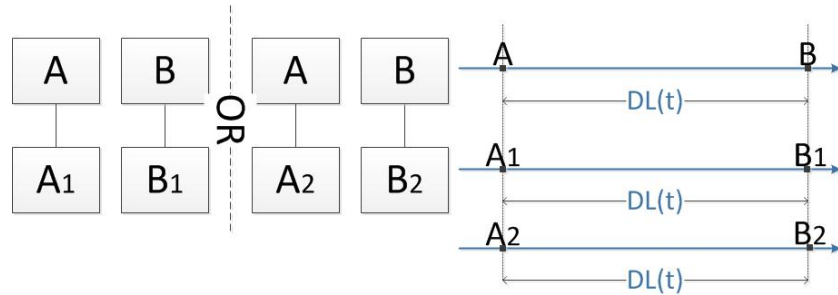 A B OR A B
A1 B1 A2 B2
A B
DL(t)
A1 B1
DL(t)
A2 B2
DL(t)